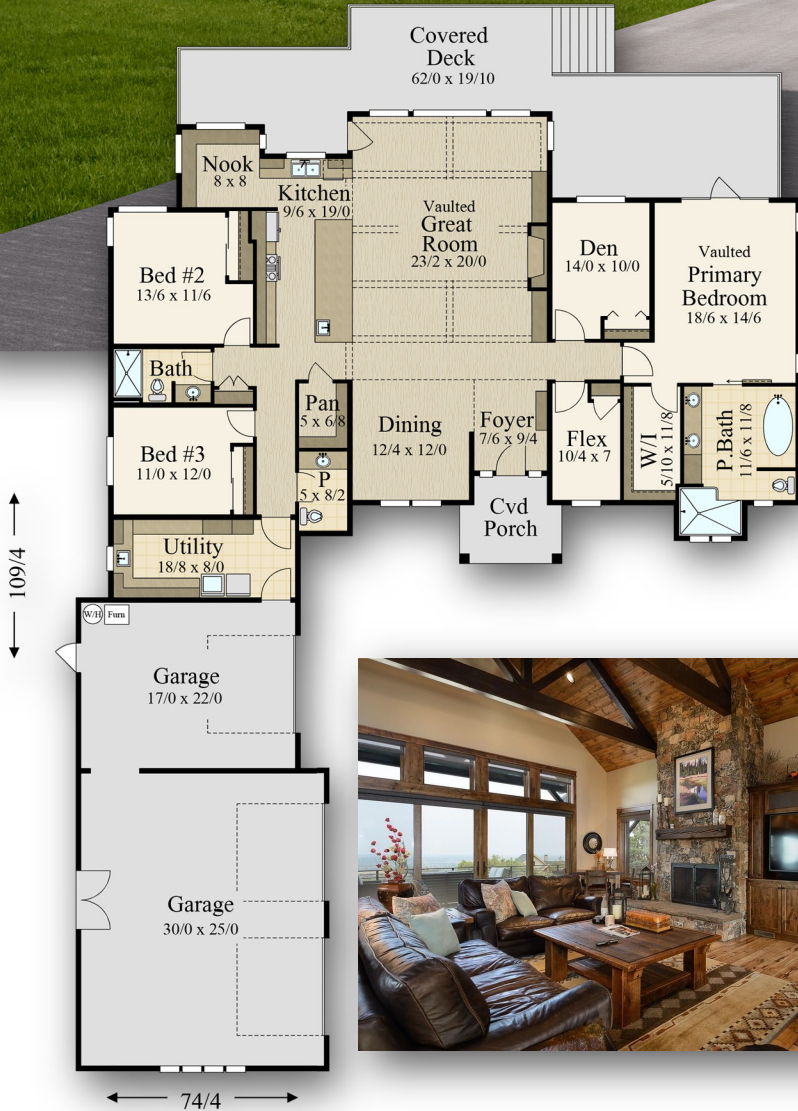 Covered
Deck
62/0 x 19/10
Nook
8 x 8
Kitchen
9/6 x 19/0
Vaulted
Great
Room
23/2 x 20/0
Den
14/0 x 10/0
Vaulted
Primary
Bedroom
18/6 x 14/6
Bed #2
13/6 x 11/6
Bath
Pan
5 x 6/8
Dining
12/4 x 12/0
Foyer
7/6 x 9/4
Flex
10/4 x 7
W/I
5/10 x 11/8
P.Bath
11/6 x 11/8
Bed #3
11/0 x 12/0
P
5 x 8/2
Cvd
Porch
Utility
18/8 x 8/0
109/4
W/H
Furn
Garage
17/0 x 22/0
Garage
30/0 x 25/0
74/4